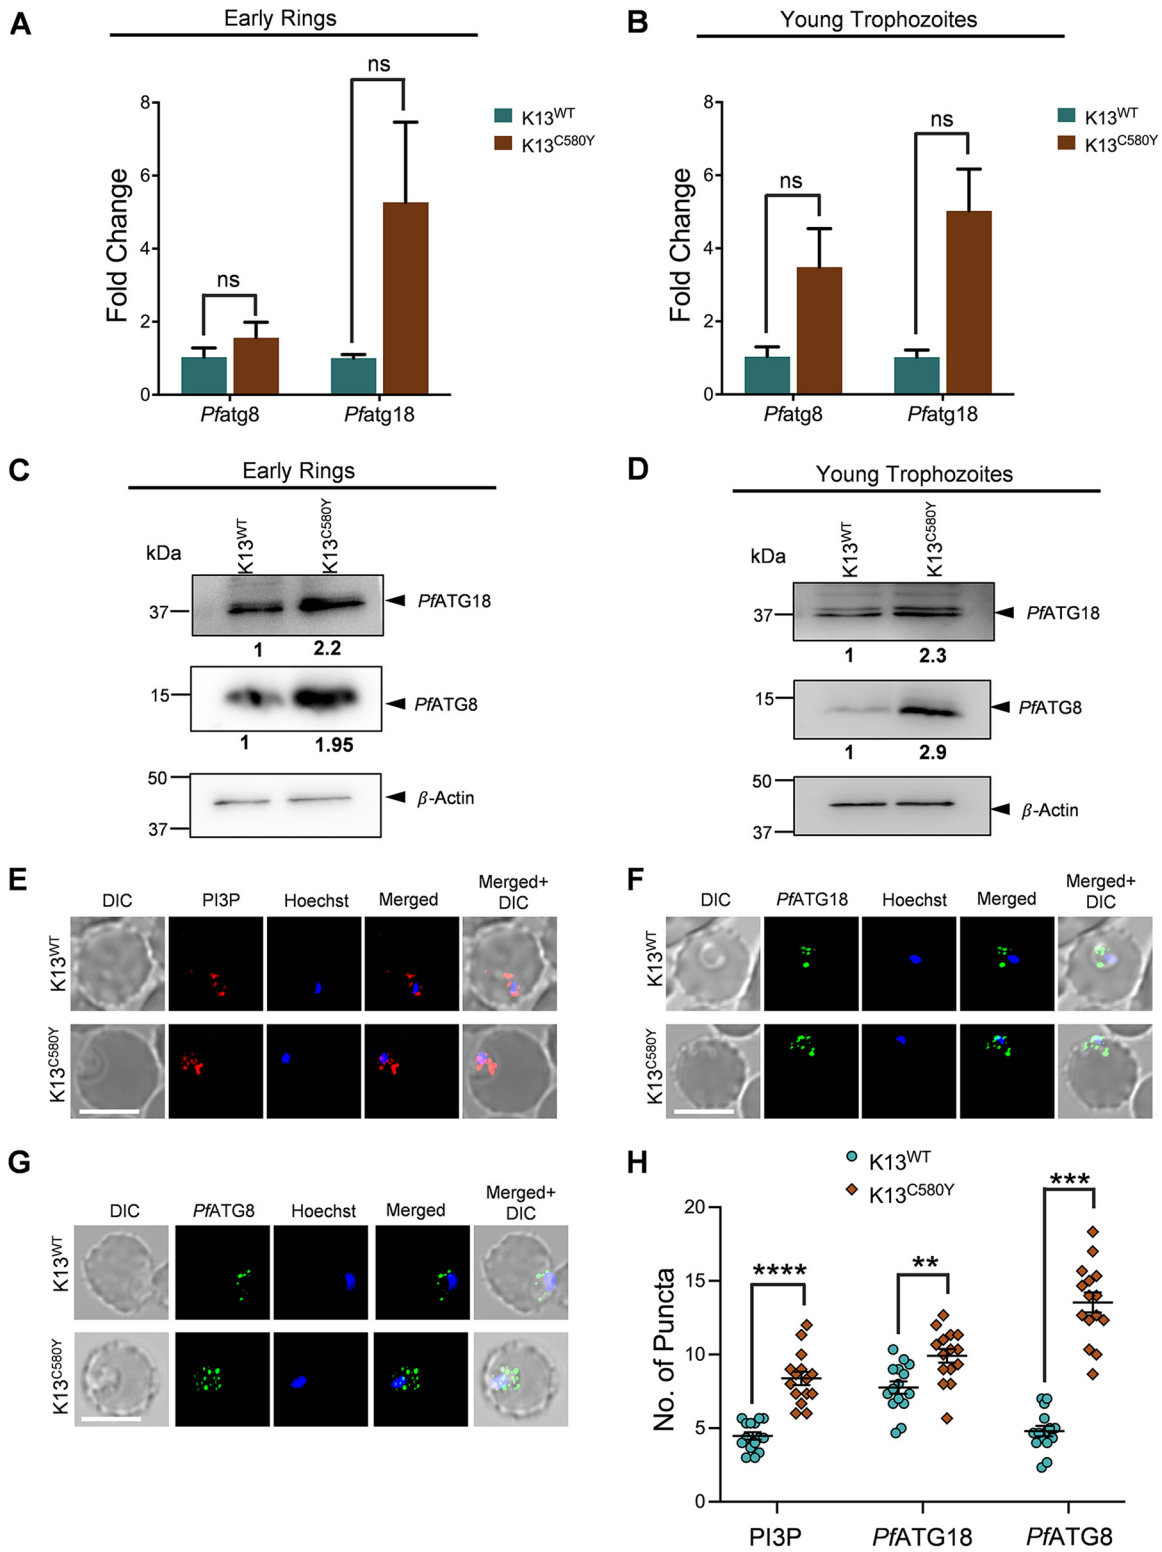 A
Early Rings
ns
ns
8
6
4
2
0
Fold Change
Pfatg8
Pfatg18
K13WT
K13C580Y
B
Young Trophozoites
ns
ns
8
6
4
2
0
Fold Change
Pfatg8
Pfatg18
K13WT
K13C580Y
C
Early Rings
kDa
K13WT
K13C580Y
37
PfATG18
1
2.2
15
PfATG8
1
1.95
50
β-Actin
37
D
Young Trophozoites
kDa
K13WT
K13C580Y
37
PfATG18
1
2.3
15
PfATG8
1
2.9
50
β-Actin
37
E
DIC
PI3P
Hoechst
Merged
Merged+
DIC
K13WT
K13C580Y
F
DIC
PfATG18
Hoechst
Merged
Merged+
DIC
K13WT
K13C580Y
G
DIC
PfATG8
Hoechst
Merged
Merged+
DIC
K13WT
K13C580Y
H
K13WT
K13C580Y
****
**
***
20
15
10
5
0
No. of Puncta
PI3P
PfATG18
PfATG8